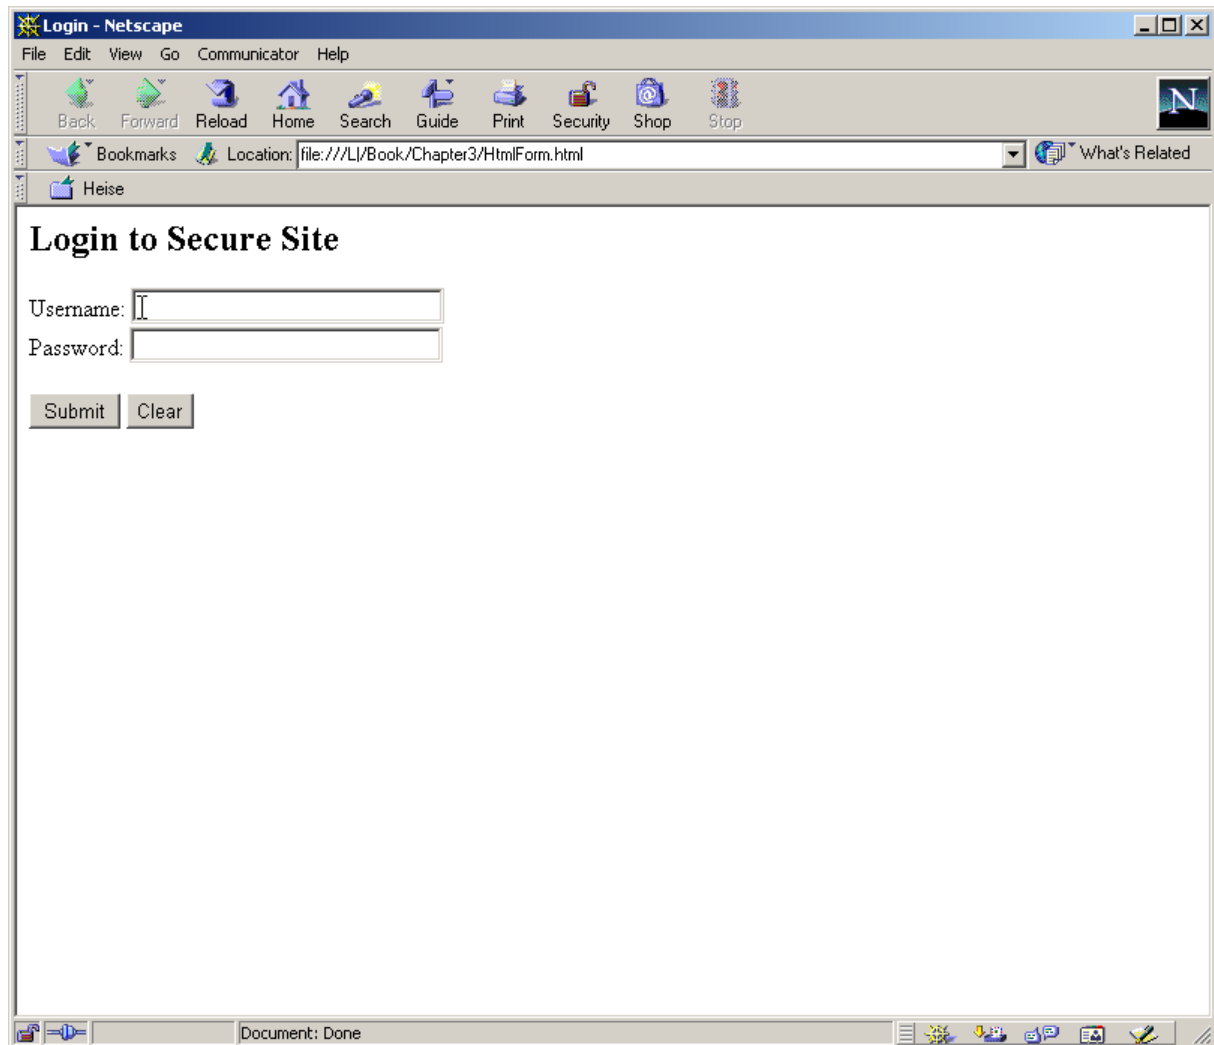 Login - Netscape
File Edit View Go Communicator Help
Back Forward Reload Home Search Guide Print Security Shop Stop
N
Bookmarks Location: file:///L|/Book/Chapter3/HtmlForm.html What's Related
Heise
Login to Secure Site
Username:
Password:
Submit Clear
Document: Done